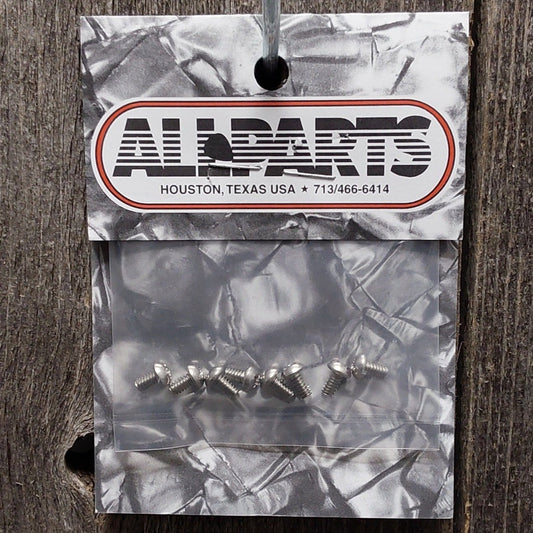 ALLPARTS
HOUSTON, TEXAS USA ★ 713/466-6414